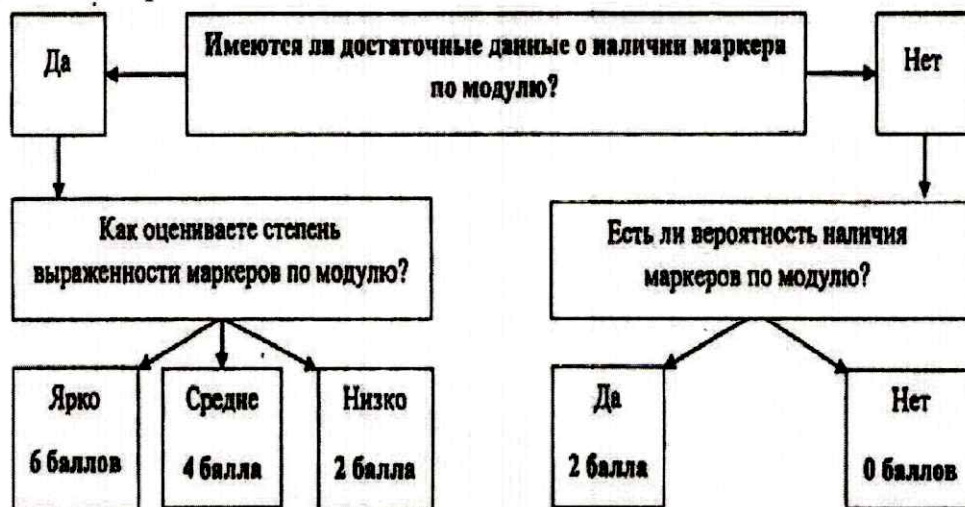 Да
Имеются ли достаточные данные о наличии маркера
по модулю?
Нет
Как оцениваете степень
выраженности маркеров по модулю?
Есть ли вероятность наличия
маркеров по модулю?
Ярко
6 баллов
Средне
4 балла
Низко
2 балла
Да
2 балла
Нет
0 баллов